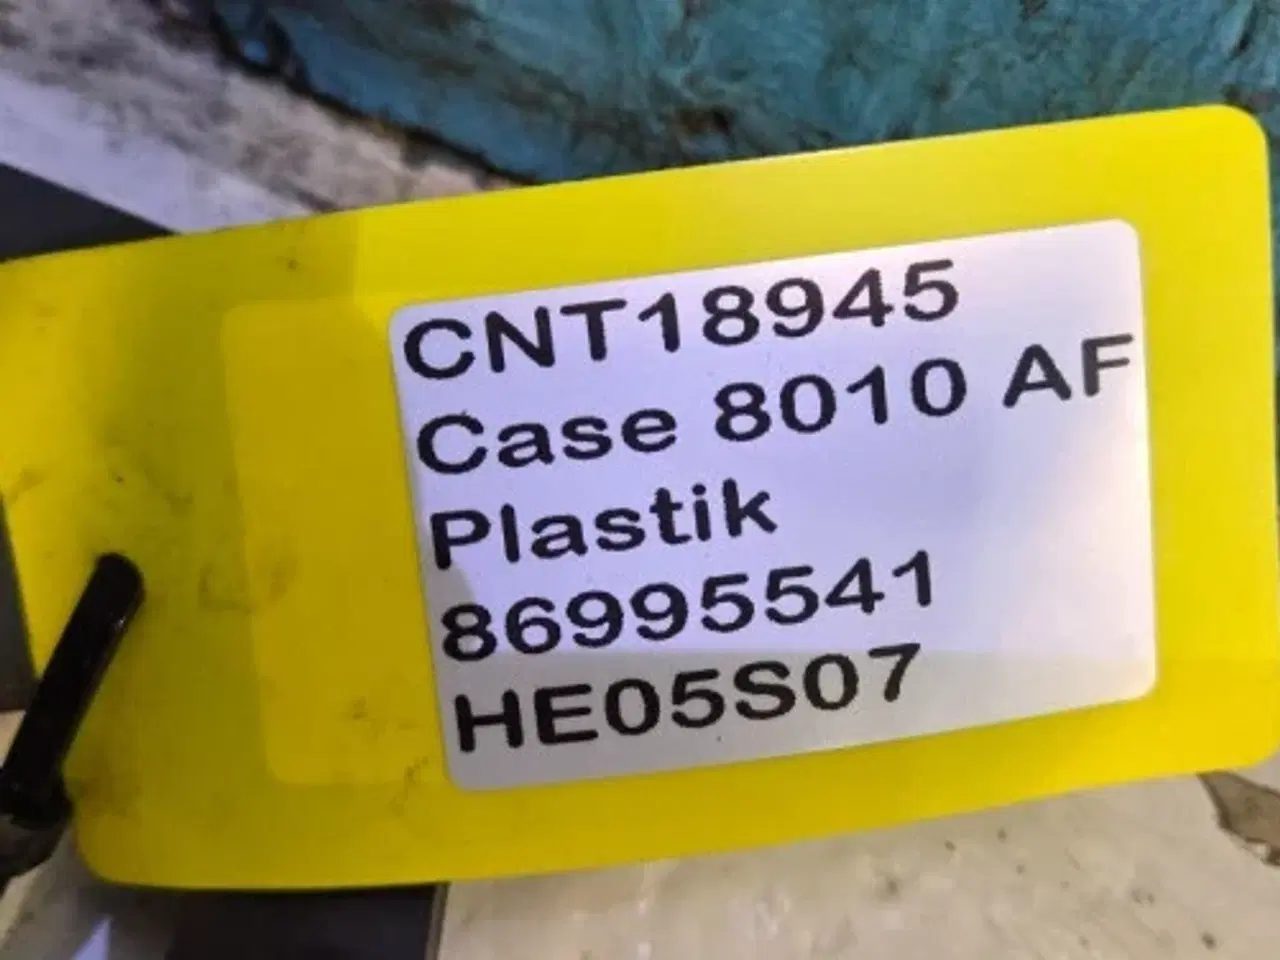 CNT18945
Case 8010 AF
Plastik
86995541
HE05S07